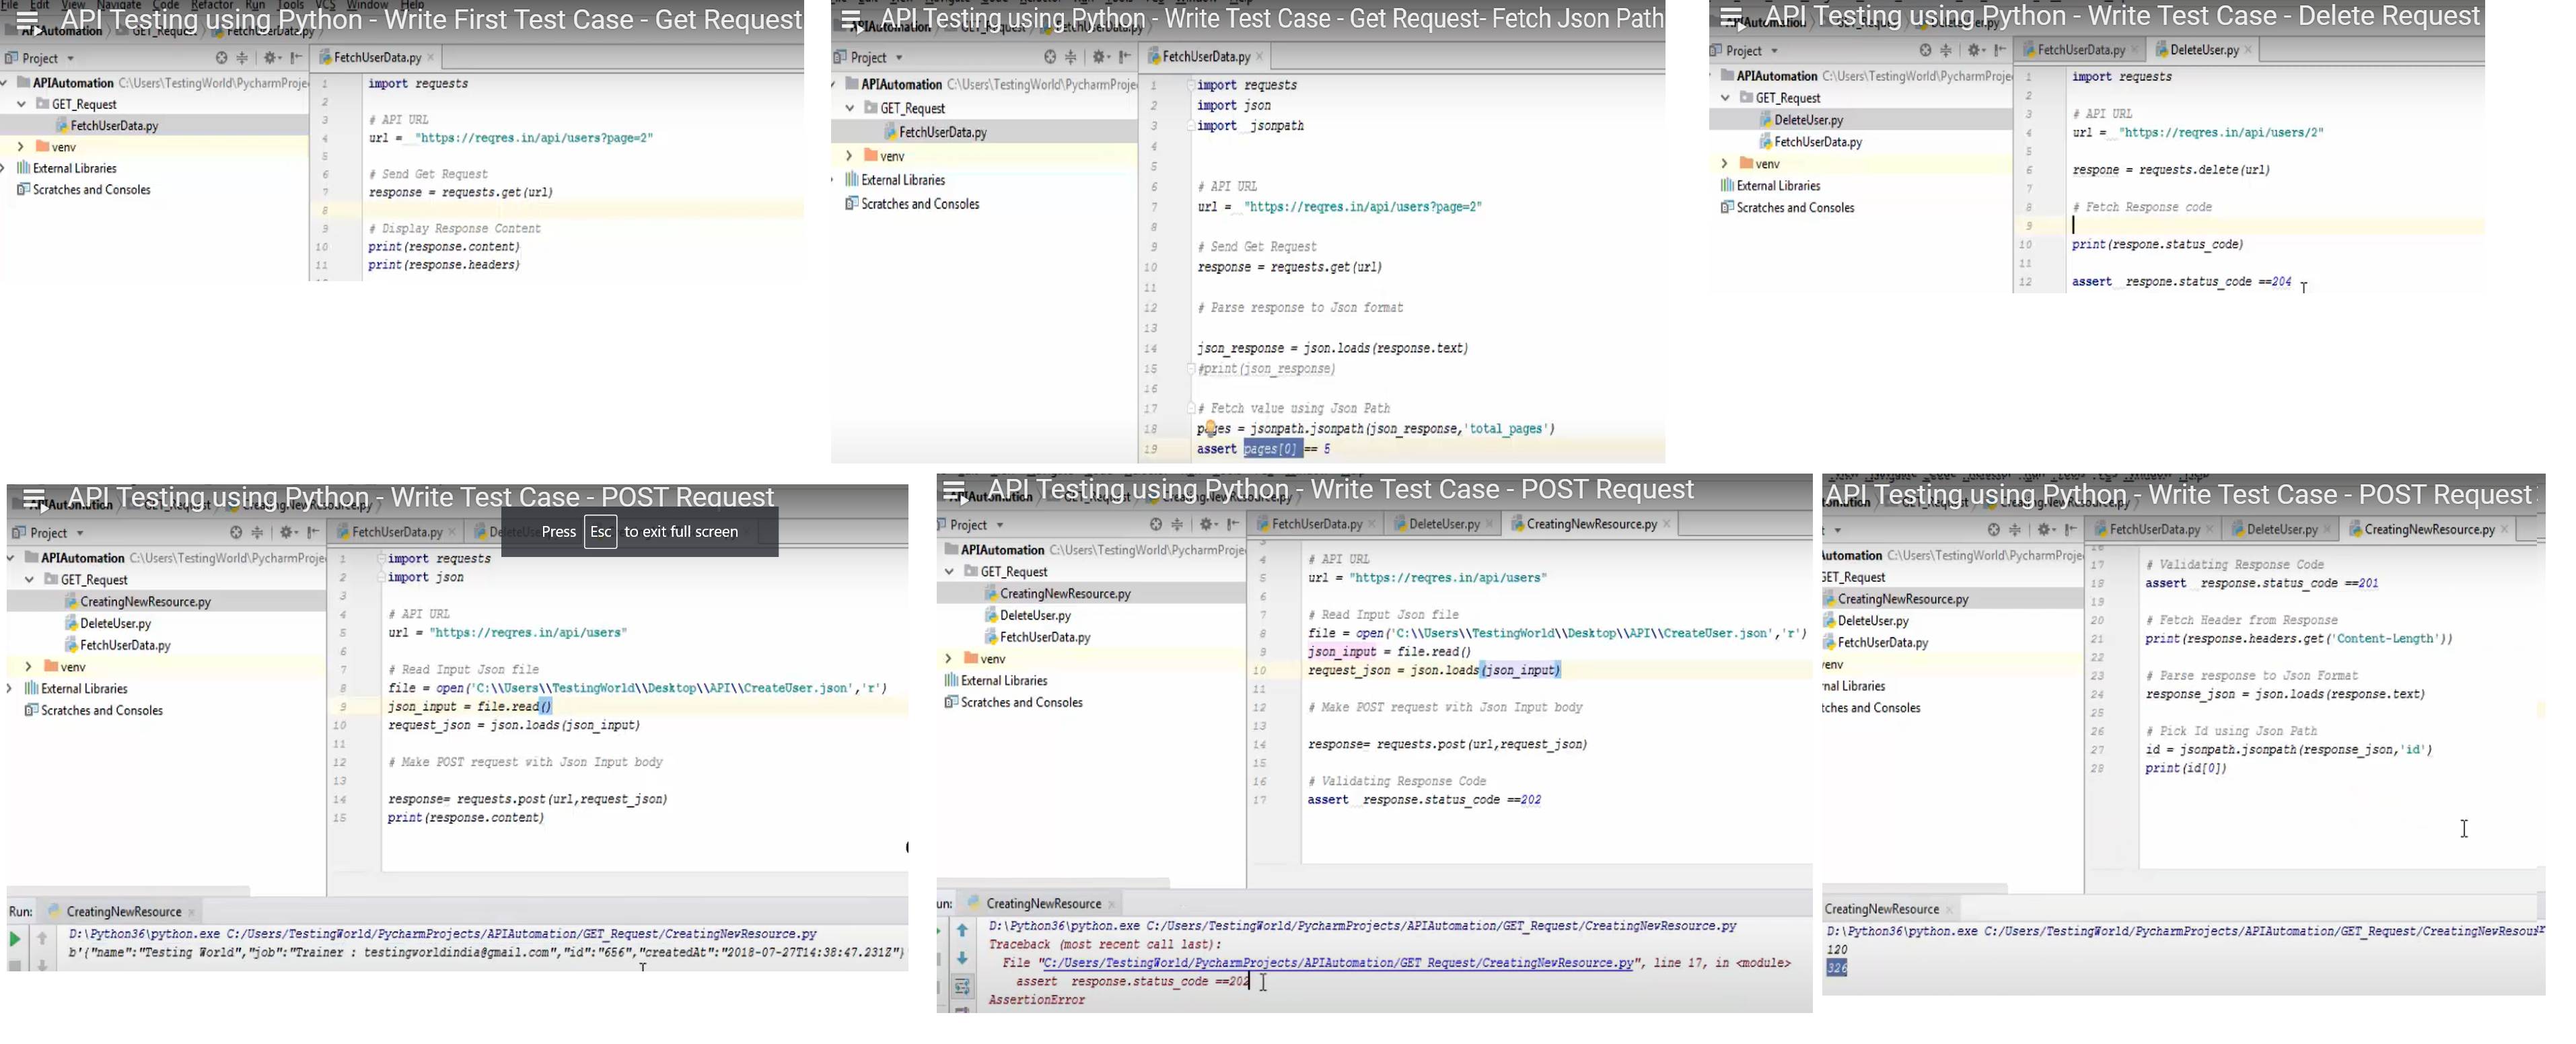 File Edit View Navigate Code Refactor Run Tools VCS Window Help
API Testing using Python - Write First Test Case - Get Request
APIAutomation GET_Request FetchUserData.py
Project
FetchUserData.py
APIAutomation C:\Users\TestingWorld\PycharmProje
GET_Request
FetchUserData.py
venv
External Libraries
Scratches and Consoles
1 import requests
2
3 # API URL
4 url = "https://reqres.in/api/users?page=2"
5
6 # Send Get Request
7 response = requests.get(url)
8
9 # Display Response Content
10 print(response.content)
11 print(response.headers)
API Testing using Python - Write Test Case - Get Request- Fetch Json Path
APIAutomation GET_Request FetchUserData.py
Project
FetchUserData.py
APIAutomation C:\Users\TestingWorld\PycharmProje
GET_Request
FetchUserData.py
venv
External Libraries
Scratches and Consoles
1 import requests
2 import json
3 import jsonpath
4
5
6 # API URL
7 url = "https://reqres.in/api/users?page=2"
8
9 # Send Get Request
10 response = requests.get(url)
11
12 # Parse response to Json format
13
14 json_response = json.loads(response.text)
15 #print(json_response)
16
17 # Fetch value using Json Path
18 pages = jsonpath.jsonpath(json_response,'total_pages')
19 assert pages[0] == 5
API Testing using Python - Write Test Case - Delete Request
APIAutomation GET_Request DeleteUser.py
Project
FetchUserData.py DeleteUser.py
APIAutomation C:\Users\TestingWorld\PycharmProjec
GET_Request
DeleteUser.py
FetchUserData.py
venv
External Libraries
Scratches and Consoles
1 import requests
2
3 # API URL
4 url = "https://reqres.in/api/users/2"
5
6 respone = requests.delete(url)
7
8 # Fetch Response code
9
10 print(respone.status_code)
11
12 assert respone.status_code ==204
API Testing using Python - Write Test Case - POST Request
APIAutomation GET_Request CreatingNewResource.py
Press Esc to exit full screen
Project
FetchUserData.py
APIAutomation C:\Users\TestingWorld\PycharmProje
GET_Request
CreatingNewResource.py
DeleteUser.py
FetchUserData.py
venv
External Libraries
Scratches and Consoles
1 import requests
2 import json
3
4 # API URL
5 url = "https://reqres.in/api/users"
6
7 # Read Input Json file
8 file = open('C:\\Users\\TestingWorld\\Desktop\\API\\CreateUser.json','r')
9 json_input = file.read()
10 request_json = json.loads(json_input)
11
12 # Make POST request with Json Input body
13
14 response= requests.post(url,request_json)
15 print(response.content)
Run: CreatingNewResource
D:\Python36\python.exe C:/Users/TestingWorld/PycharmProjects/APIAutomation/GET_Request/CreatingNewResource.py
b'{"name":"Testing World","job":"Trainer : testingworldindia@gmail.com","id":"656","createdAt":"2018-07-27T14:38:47.231Z"}
API Testing using Python - Write Test Case - POST Request
APIAutomation GET_Request CreatingNewResource.py
Project
FetchUserData.py DeleteUser.py CreatingNewResource.py
APIAutomation C:\Users\TestingWorld\PycharmProje
GET_Request
CreatingNewResource.py
DeleteUser.py
FetchUserData.py
venv
External Libraries
Scratches and Consoles
3
4 # API URL
5 url = "https://reqres.in/api/users"
6
7 # Read Input Json file
8 file = open('C:\\Users\\TestingWorld\\Desktop\\API\\CreateUser.json','r')
9 json_input = file.read()
10 request_json = json.loads(json_input)
11
12 # Make POST request with Json Input body
13
14 response= requests.post(url,request_json)
15
16 # Validating Response Code
17 assert response.status_code ==202
un: CreatingNewResource
D:\Python36\python.exe C:/Users/TestingWorld/PycharmProjects/APIAutomation/GET_Request/CreatingNewResource.py
Traceback (most recent call last):
File "C:/Users/TestingWorld/PycharmProjects/APIAutomation/GET_Request/CreatingNewResource.py", line 17, in <module>
assert response.status_code ==202
AssertionError
API Testing using Python - Write Test Case - POST Request
FetchUserData.py DeleteUser.py CreatingNewResource.py
utomation C:\Users\TestingWorld\PycharmProje
GET_Request
CreatingNewResource.py
DeleteUser.py
FetchUserData.py
venv
rnal Libraries
tches and Consoles
16
17 # Validating Response Code
18 assert response.status_code ==201
19
20 # Fetch Header from Response
21 print(response.headers.get('Content-Length'))
22
23 # Parse response to Json Format
24 response_json = json.loads(response.text)
25
26 # Pick Id using Json Path
27 id = jsonpath.jsonpath(response_json,'id')
28 print(id[0])
CreatingNewResource
D:\Python36\python.exe C:/Users/TestingWorld/PycharmProjects/APIAutomation/GET_Request/CreatingNewResour
120
326